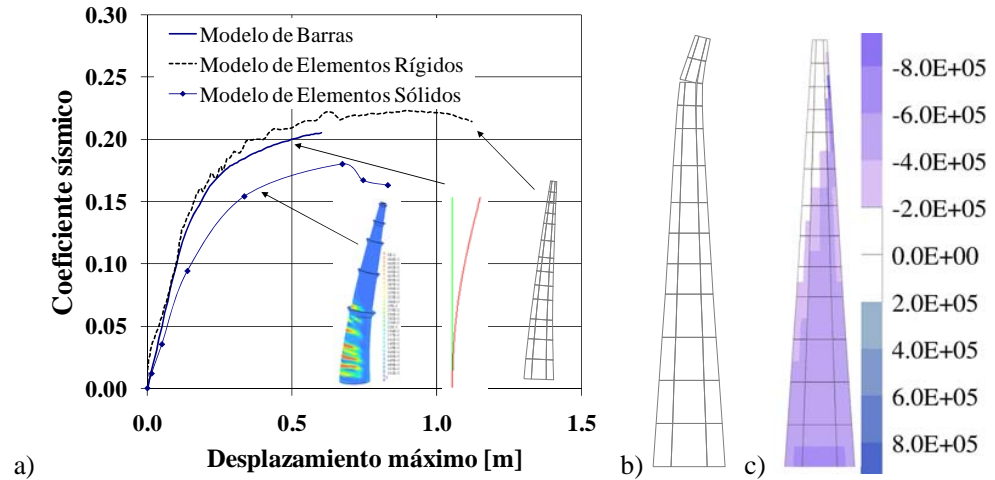 0.30
0.25
0.20
0.15
0.10
0.05
0.00
Coeficiente sísmico
Modelo de Barras
Modelo de Elementos Rígidos
Modelo de Elementos Sólidos
0.0 0.5 1.0 1.5
Desplazamiento máximo [m]
a)
b)
c)
-8.0E+05
-6.0E+05
-4.0E+05
-2.0E+05
0.0E+00
2.0E+05
4.0E+05
6.0E+05
8.0E+05